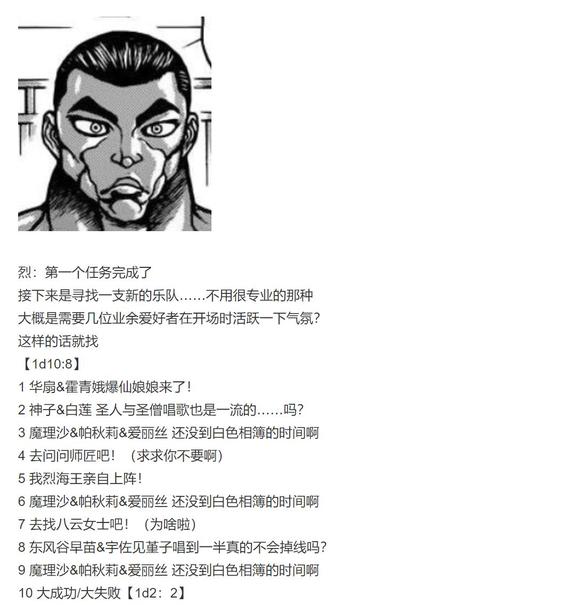 烈：第一个任务完成了
接下来是寻找一支新的乐队……不用很专业的那种
大概是需要几位业余爱好者在开场时活跃一下气氛？
这样的话就找
【1d10:8】
1 华扇&霍青娥爆仙娘娘来了！
2 神子&白莲 圣人与圣僧唱歌也是一流的……吗？
3 魔理沙&帕秋莉&爱丽丝 还没到白色相簿的时间啊
4 去问问师匠吧！（求求你不要啊）
5 我烈海王亲自上阵！
6 魔理沙&帕秋莉&爱丽丝 还没到白色相簿的时间啊
7 去找八云女士吧！（为啥啦）
8 东风谷早苗&宇佐见堇子唱到一半真的不会掉线吗？
9 魔理沙&帕秋莉&爱丽丝 还没到白色相簿的时间啊
10 大成功/大失败【1d2：2】